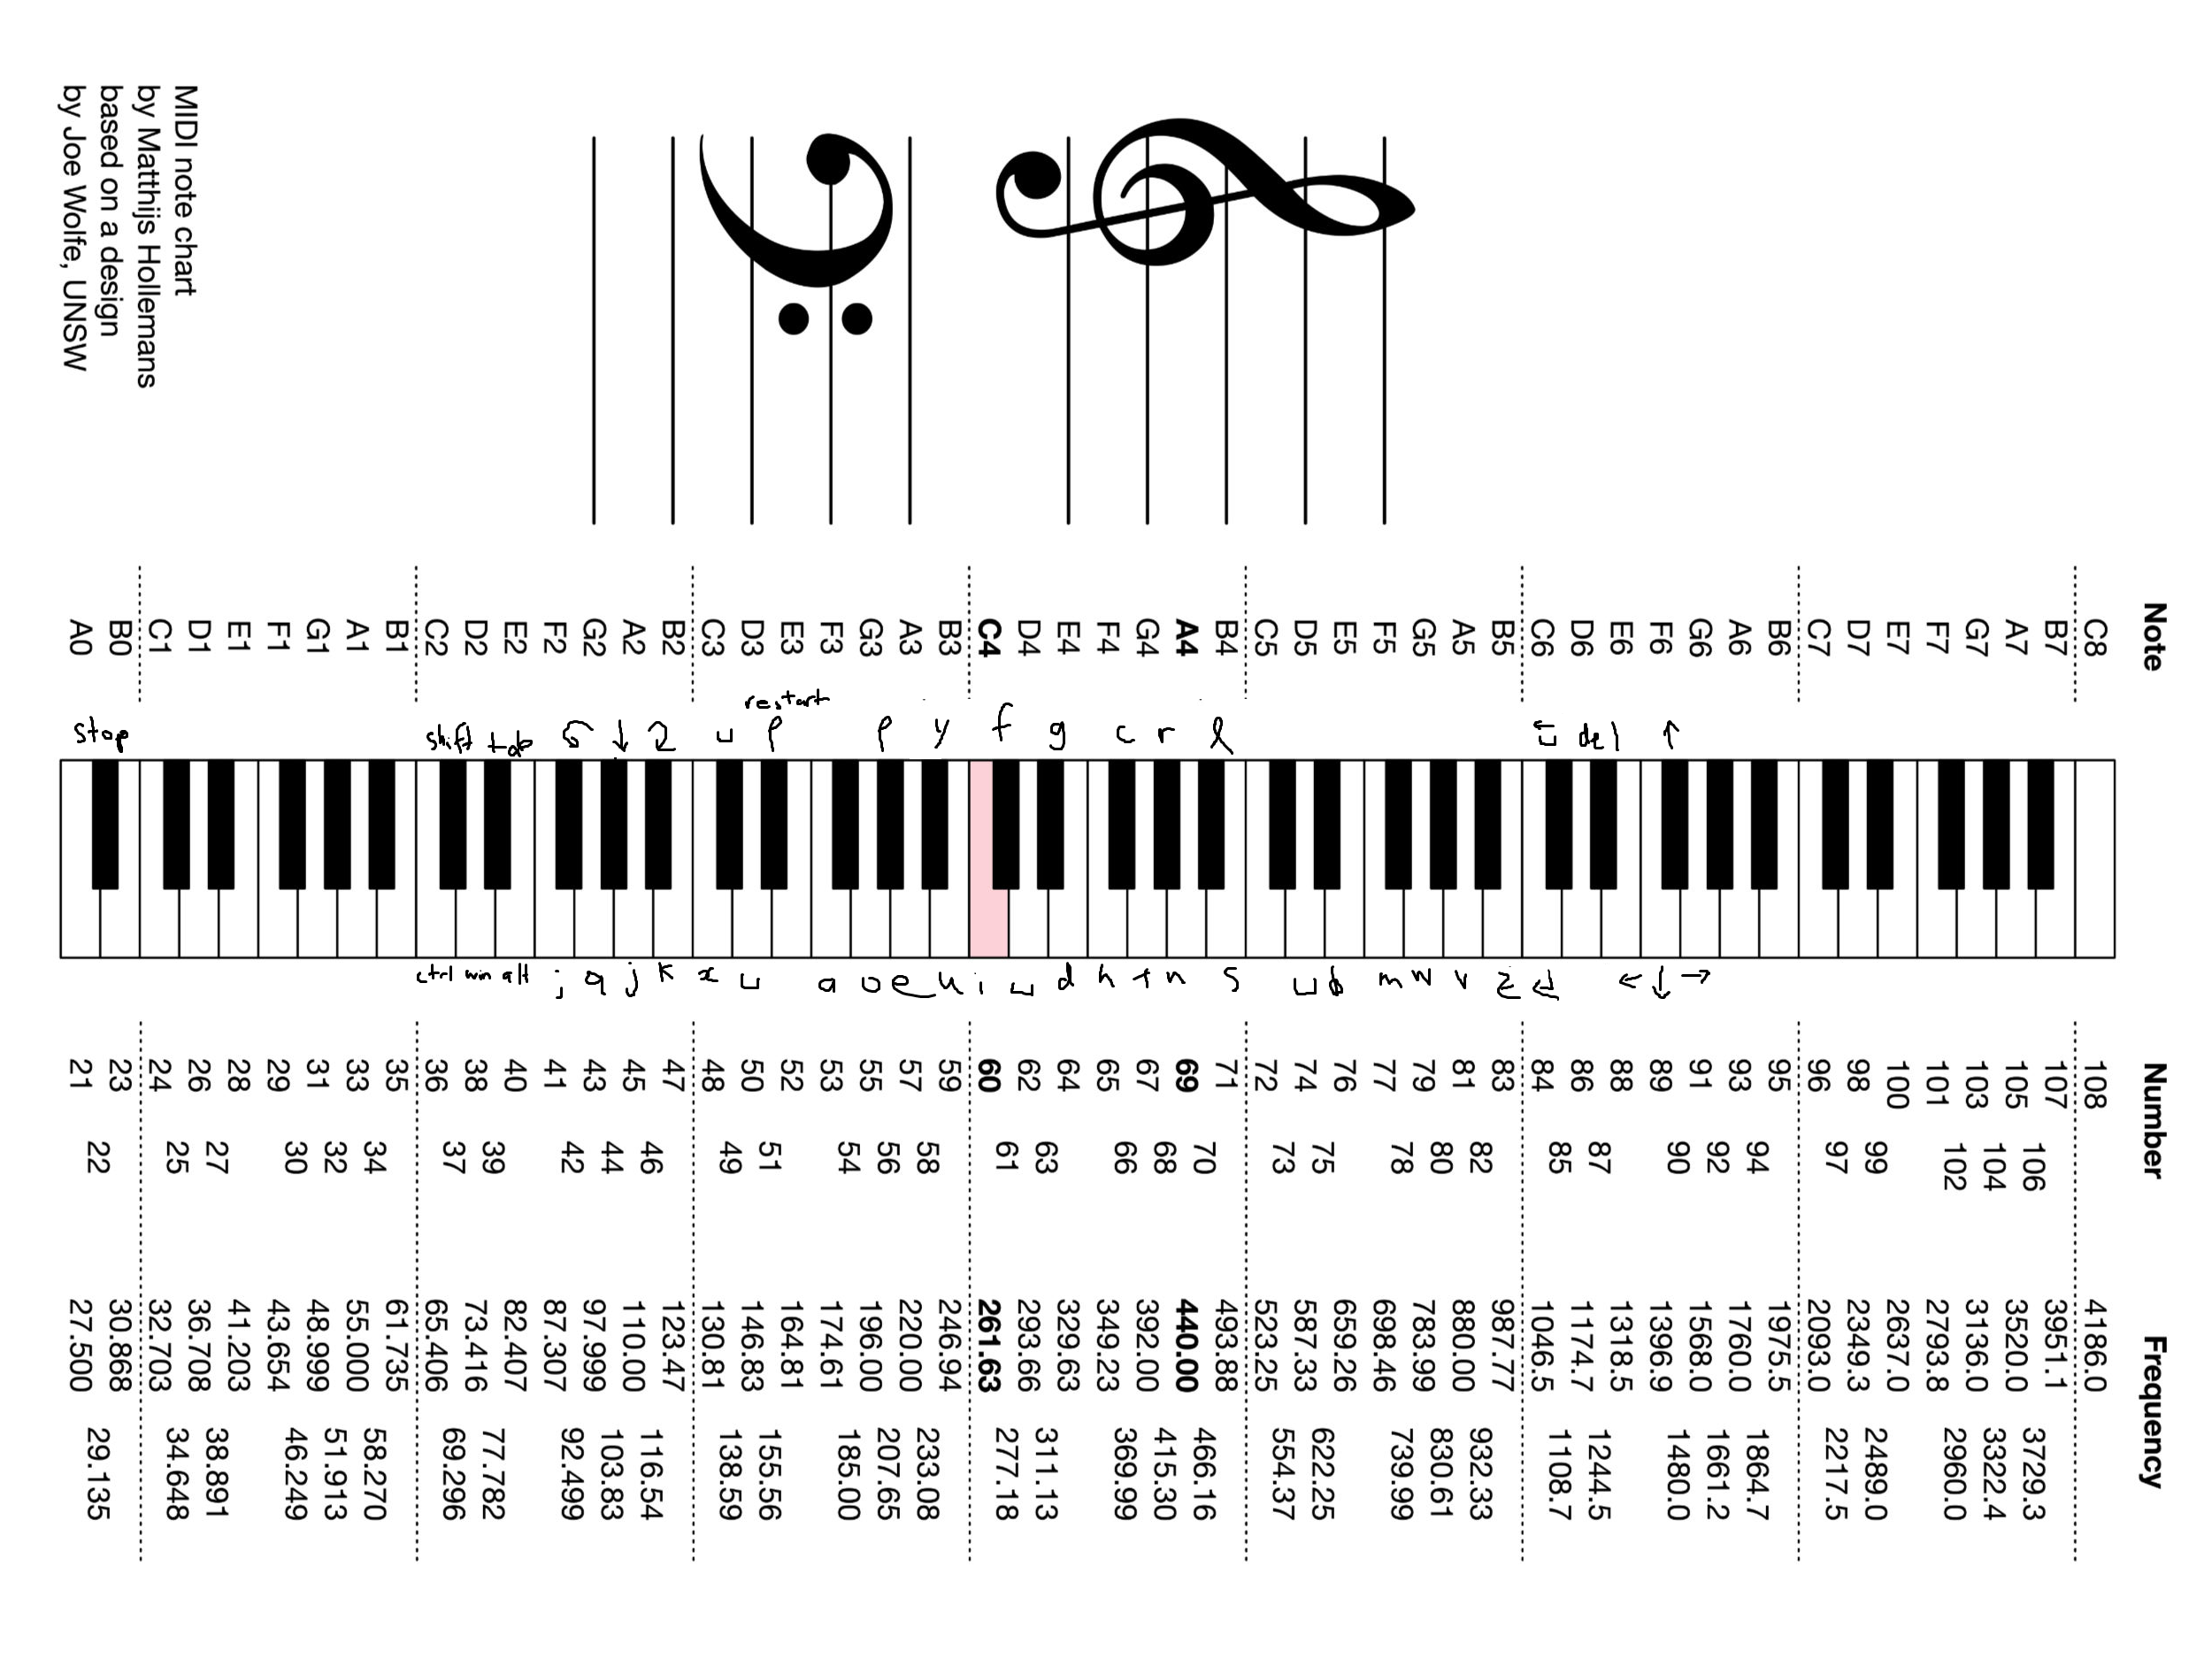 MIDI note chart
by Matthijs Hollemans
based on a design
by Joe Wolfe, UNSW
A0 B0 C1 D1 E1 F1 G1 A1 B1 C2 D2 E2 F2 G2 A2 B2 C3 D3 E3 F3 G3 A3 B3 C4 D4 E4 F4 G4 A4 B4 C5 D5 E5 F5 G5 A5 B5 C6 D6 E6 F6 G6 A6 B6 C7 D7 E7 F7 G7 A7 B7 C8 Note
restart
stop shift tab ↓ p p y f g c r l del ↑
ctrl win alt ; q j k x a o e u i d h t n s b m w v z ← ↓ →
21 23 24 26 28 29 31 33 35 36 38 40 41 43 45 47 48 50 52 53 55 57 59 60 62 64 65 67 69 71 72 74 76 77 79 81 83 84 86 88 89 91 93 95 96 98 100 101 103 105 107 108 Number
22 25 27 30 32 34 37 39 42 44 46 49 51 54 56 58 61 63 66 68 70 73 75 78 80 82 85 87 90 92 94 97 99 102 104 106
27.500 30.868 32.703 36.708 41.203 43.654 48.999 55.000 61.735 65.406 73.416 82.407 87.307 97.999 110.00 123.47 130.81 146.83 164.81 174.61 196.00 220.00 246.94 261.63 293.66 329.63 349.23 392.00 440.00 493.88 523.25 587.33 659.26 698.46 783.99 880.00 987.77 1046.5 1174.7 1318.5 1396.9 1568.0 1760.0 1975.5 2093.0 2349.3 2637.0 2793.8 3136.0 3520.0 3951.1 4186.0 Frequency
29.135 34.648 38.891 46.249 51.913 58.270 69.296 77.782 92.499 103.83 116.54 138.59 155.56 185.00 207.65 233.08 277.18 311.13 369.99 415.30 466.16 554.37 622.25 739.99 830.61 932.33 1108.7 1244.5 1480.0 1661.2 1864.7 2217.5 2489.0 2960.0 3322.4 3729.3